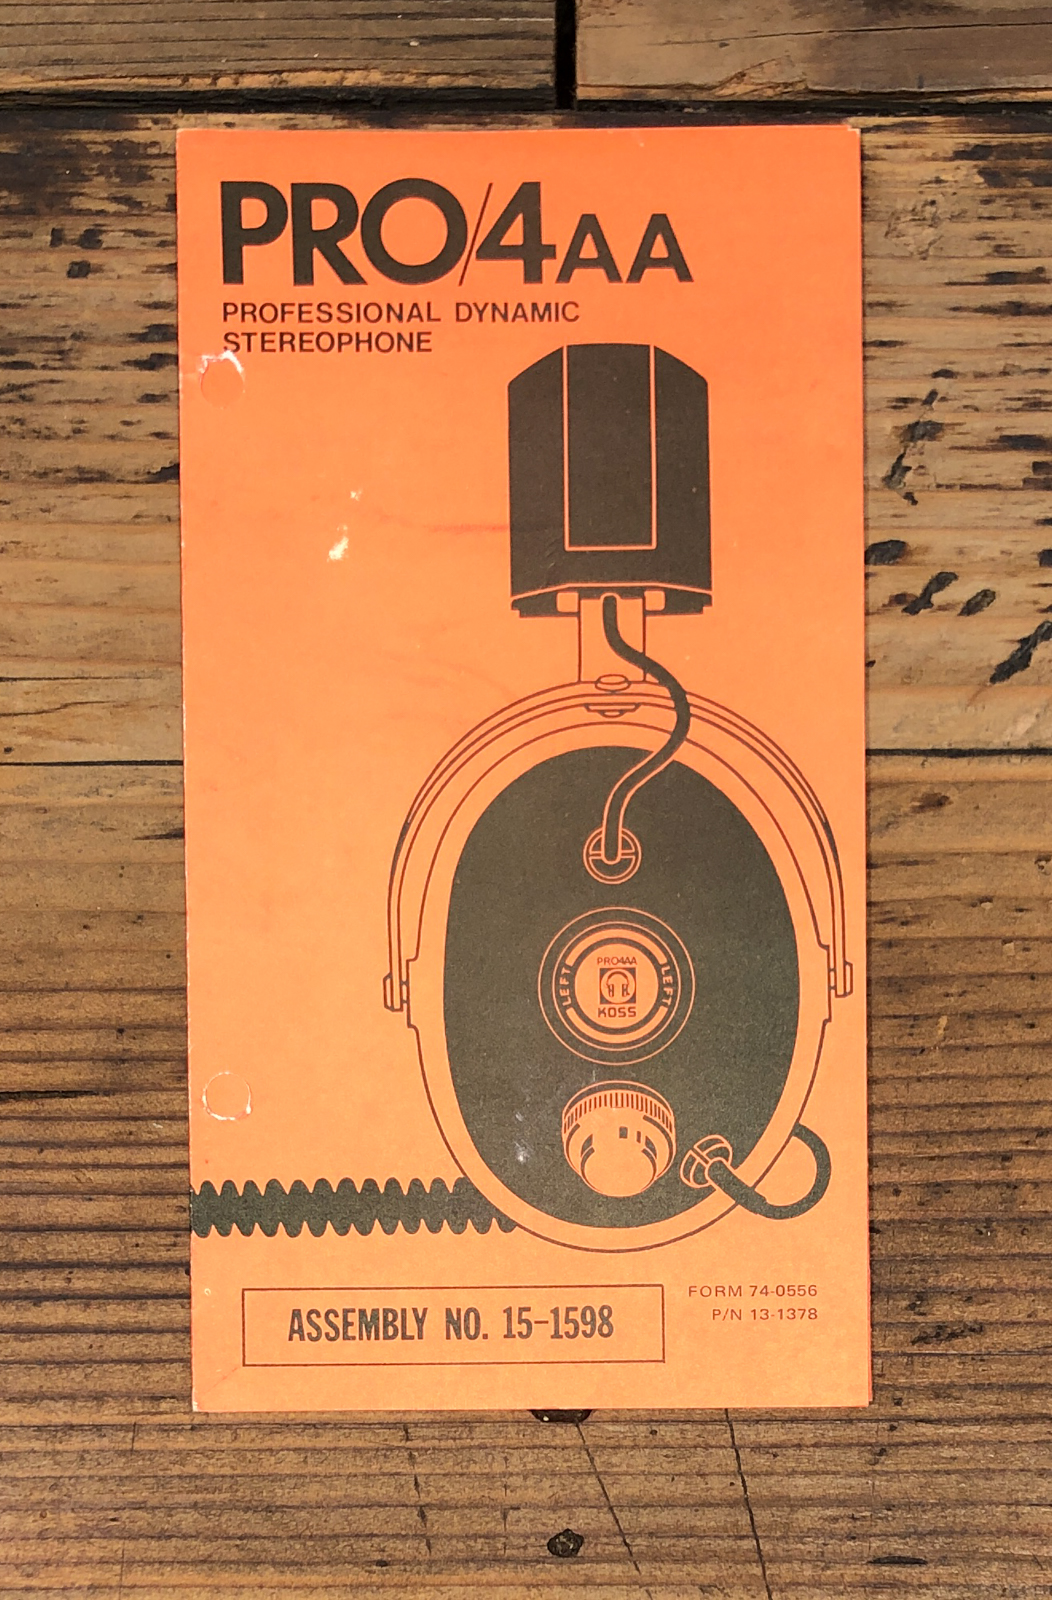 PRO/4AA
PROFESSIONAL DYNAMIC
STEREOPHONE
PRO4AA
LEFT
LEFT
KOSS
FORM 74-0556
P/N 13-1378
ASSEMBLY NO. 15-1598